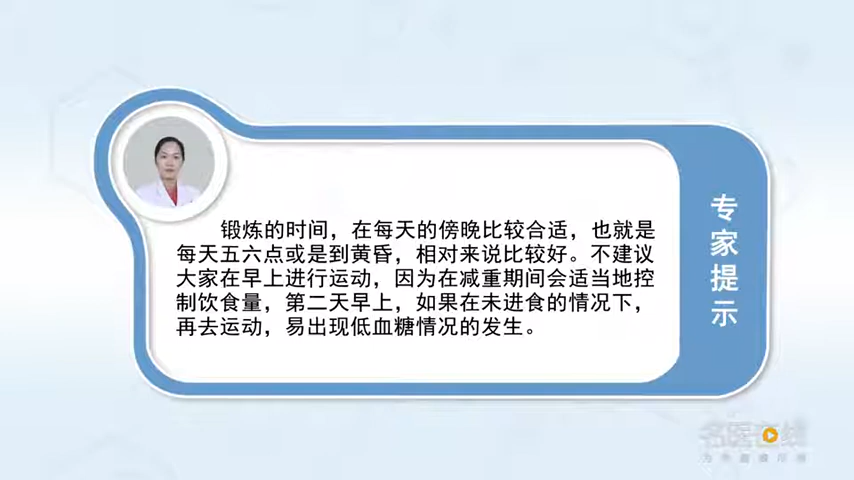 锻炼的时间，在每天的傍晚比较合适，也就是
每天五六点或是到黄昏，相对来说比较好。不建议
大家在早上进行运动，因为在减重期间会适当地控
制饮食量，第二天早上，如果在未进食的情况下，
再去运动，易出现低血糖情况的发生。
专家提示
名医在线